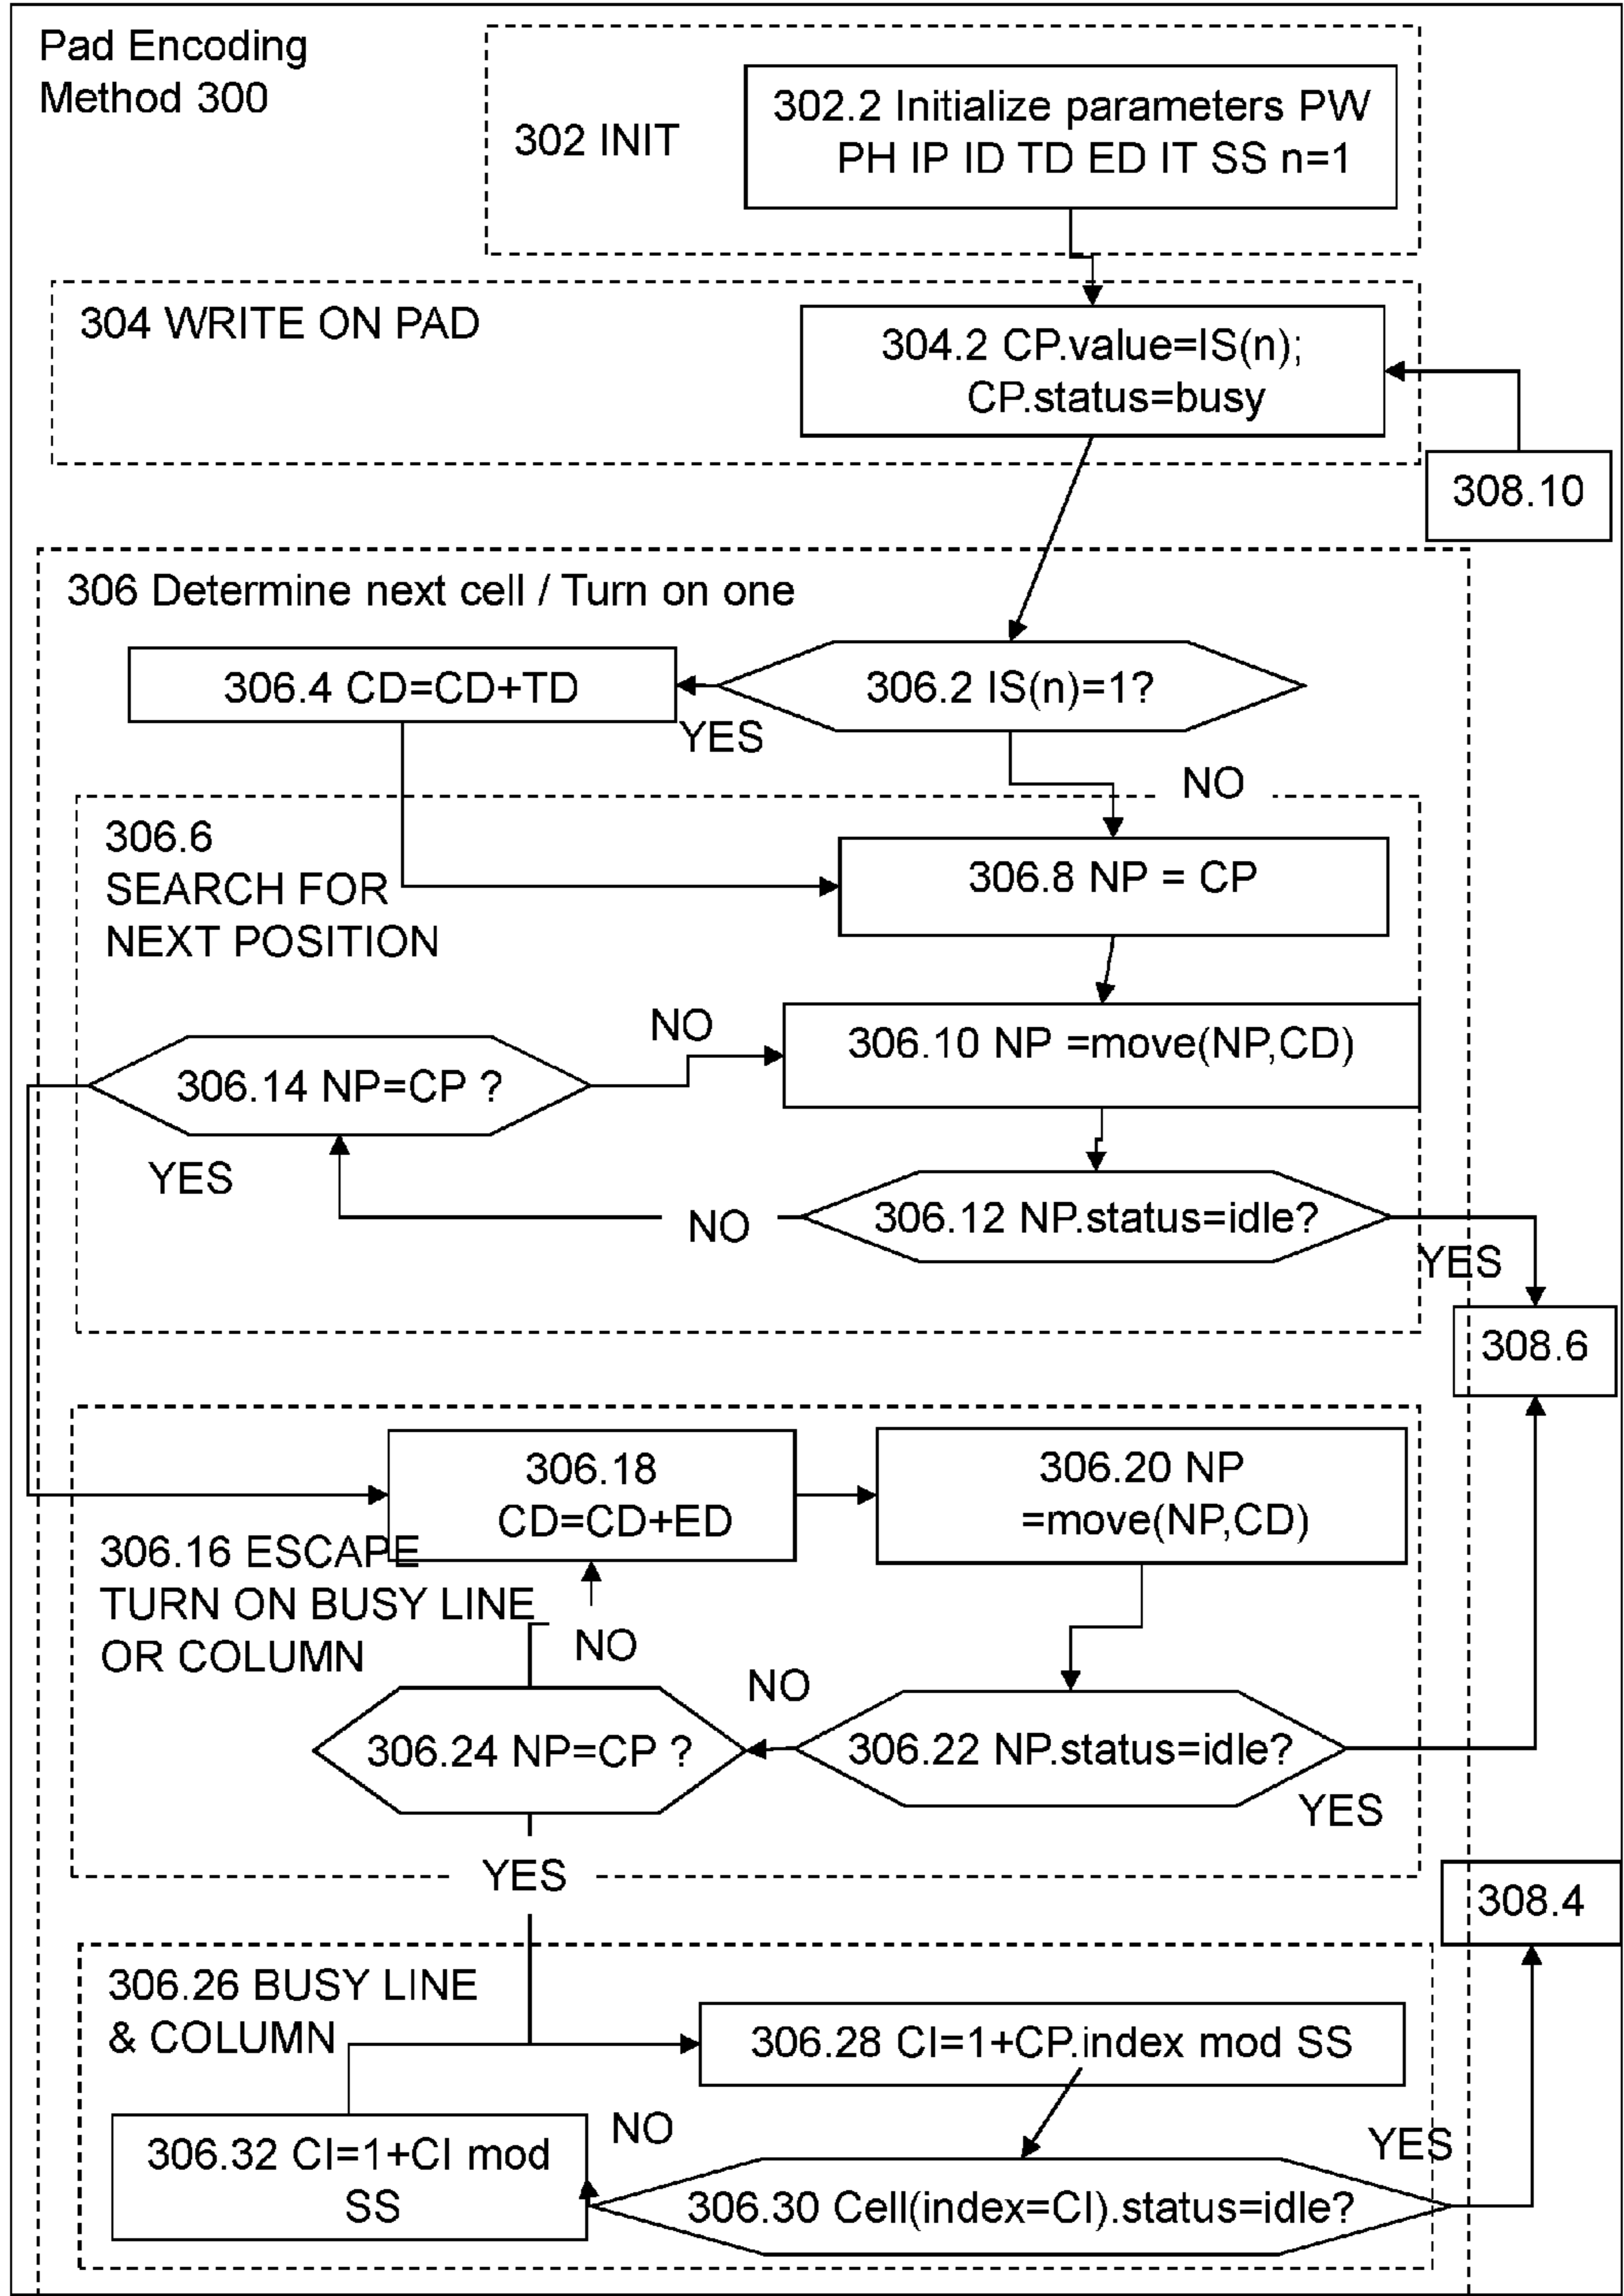 Pad Encoding
Method 300
302 INIT
302.2 Initialize parameters PW
PH IP ID TD ED IT SS n=1
304 WRITE ON PAD
304.2 CP.value=IS(n);
CP.status=busy
308.10
306 Determine next cell / Turn on one
306.4 CD=CD+TD
306.2 IS(n)=1?
YES
NO
306.6
SEARCH FOR
NEXT POSITION
306.8 NP = CP
NO
306.10 NP =move(NP,CD)
306.14 NP=CP ?
YES
NO
306.12 NP.status=idle?
YES
308.6
306.18
CD=CD+ED
306.20 NP
=move(NP,CD)
306.16 ESCAPE
TURN ON BUSY LINE
OR COLUMN
NO
NO
306.24 NP=CP ?
306.22 NP.status=idle?
YES
YES
308.4
306.26 BUSY LINE
& COLUMN
306.28 CI=1+CP.index mod SS
NO
YES
306.32 CI=1+CI mod
SS
306.30 Cell(index=CI).status=idle?